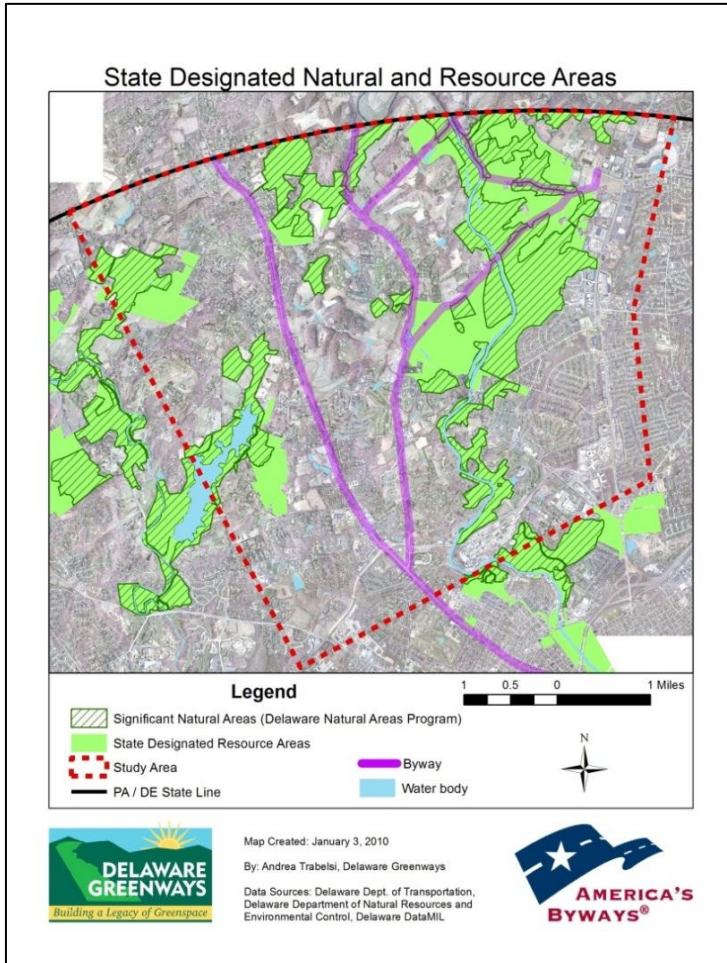 State Designated Natural and Resource Areas
Legend
Significant Natural Areas (Delaware Natural Areas Program)
State Designated Resource Areas
Study Area
PA / DE State Line
Byway
Water body
1 0.5 0 1 Miles
N
DELAWARE
GREENWAYS
Building a Legacy of Greenspace
Map Created: January 3, 2010
By: Andrea Trabelsi, Delaware Greenways
Data Sources: Delaware Dept. of Transportation,
Delaware Department of Natural Resources and
Environmental Control, Delaware DataMIL
AMERICA'S
BYWAYS®